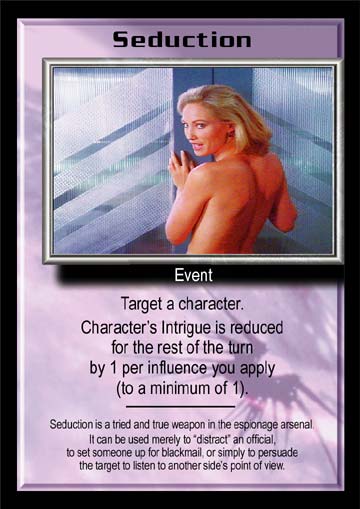 Seduction
Event
Target a character.
Character's Intrigue is reduced
for the rest of the turn
by 1 per influence you apply
(to a minimum of 1).
Seduction is a tried and true weapon in the espionage arsenal.
It can be used merely to “distract” an official,
to set someone up for blackmail, or simply to persuade
the target to listen to another side's point of view.